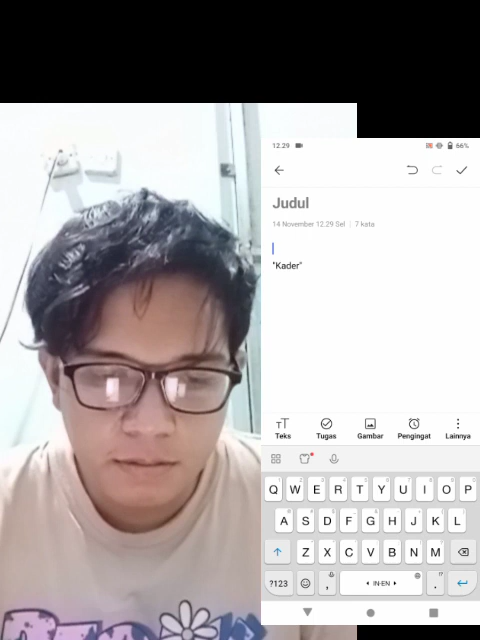 12.29
66%
Judul
14 November 12.29 Sel | 7 kata
"Kader"
TT
Teks
Tugas
Gambar
Pengingat
Lainnya
Q W E R T Y U I O P
A S D F G H J K L
Z X C V B N M
?123 , IN·EN .